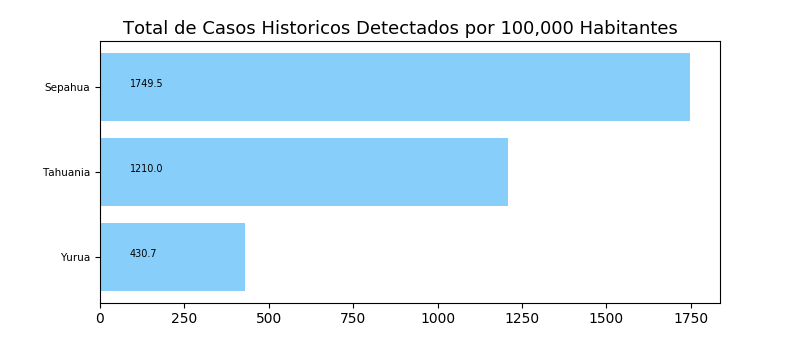 Total de Casos Historicos Detectados por 100,000 Habitantes
Sepahua
1749.5
Tahuania
1210.0
Yurua
430.7
0 250 500 750 1000 1250 1500 1750